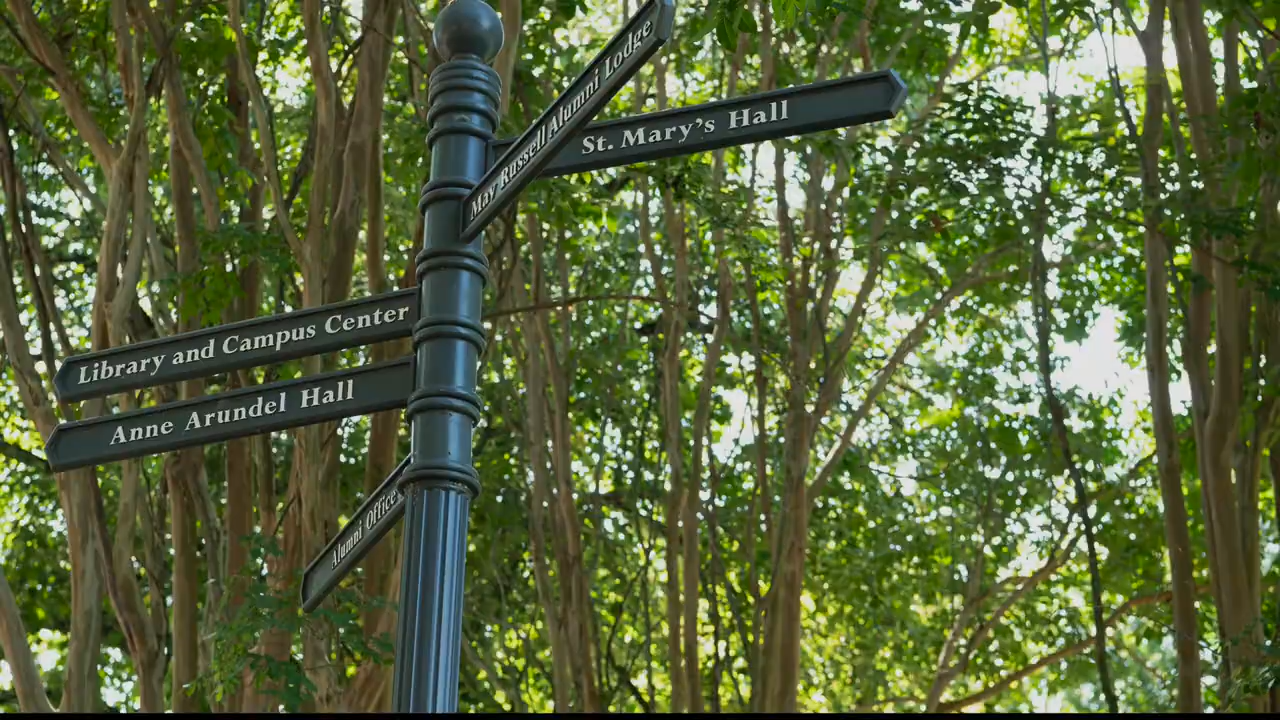 May Russell Alumni Lodge
St. Mary's Hall
Library and Campus Center
Anne Arundel Hall
Alumni Office